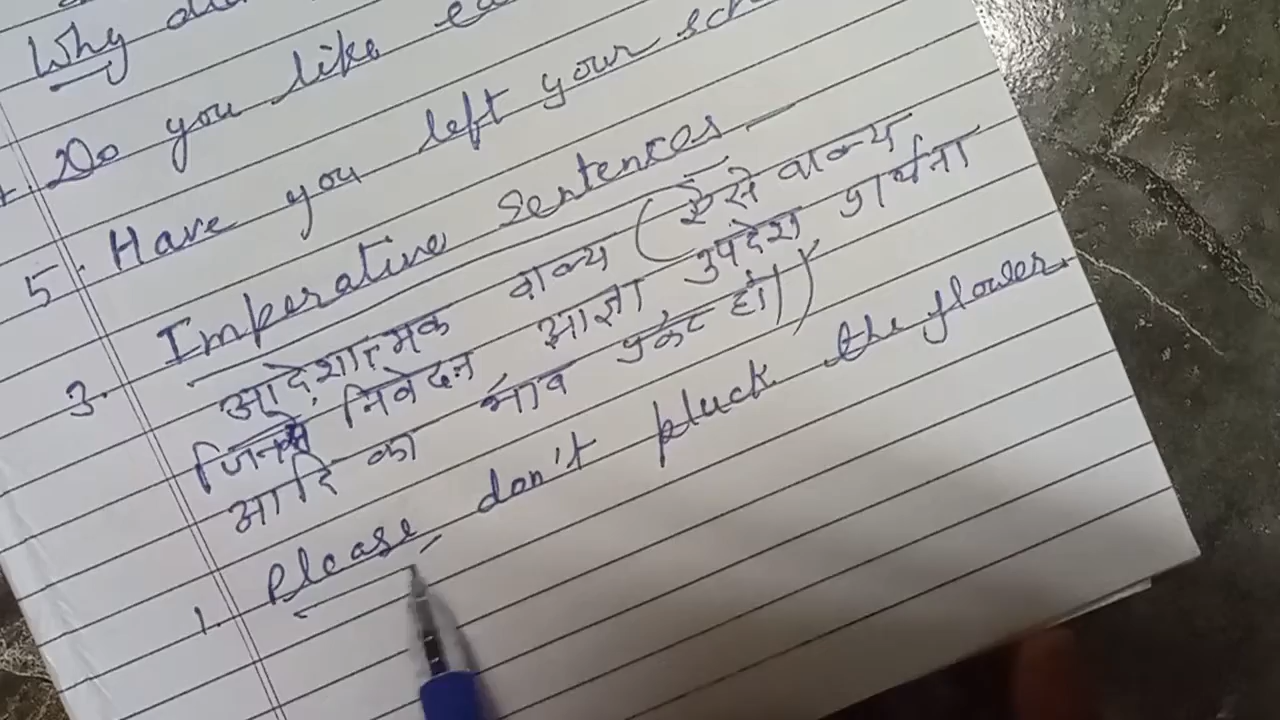 Why
Do you like
5. Have you left your
3. Imperative Sentences -
आदेशात्मक वाक्य (ऐसे वाक्य
जिनसे निवेदन आज्ञा उपदेश प्रार्थना
आदि का भाव प्रकट हो।)
1. Please, don't pluck the flower.